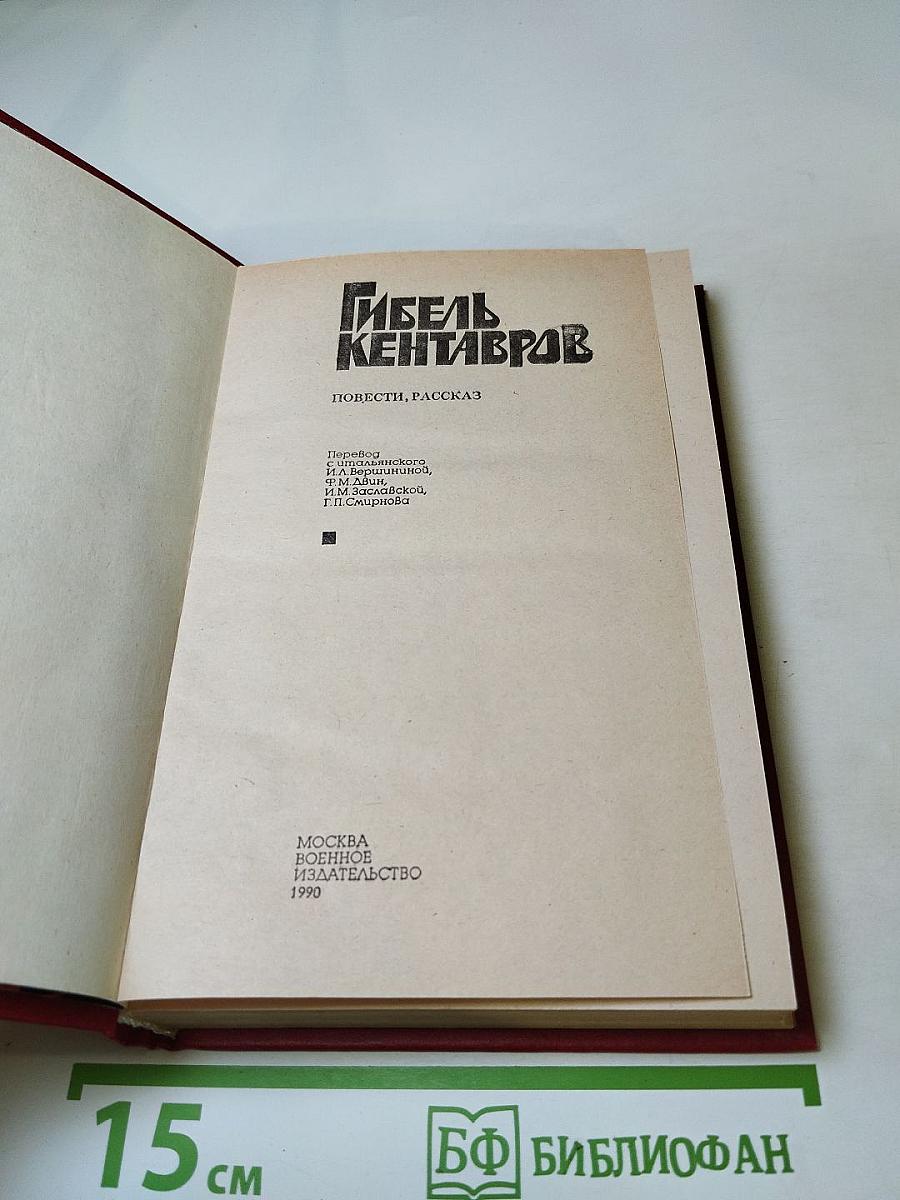 ГИБЕЛЬ
КЕНТАВРОВ
ПОВЕСТИ, РАССКАЗ
Перевод
с итальянского
И.Л.Вершининой,
Ф.М.Двин,
И.М.Заславской,
Г.П.Смирнова
МОСКВА
ВОЕННОЕ
ИЗДАТЕЛЬСТВО
1990
15 см
БФ БИБЛИОФАН